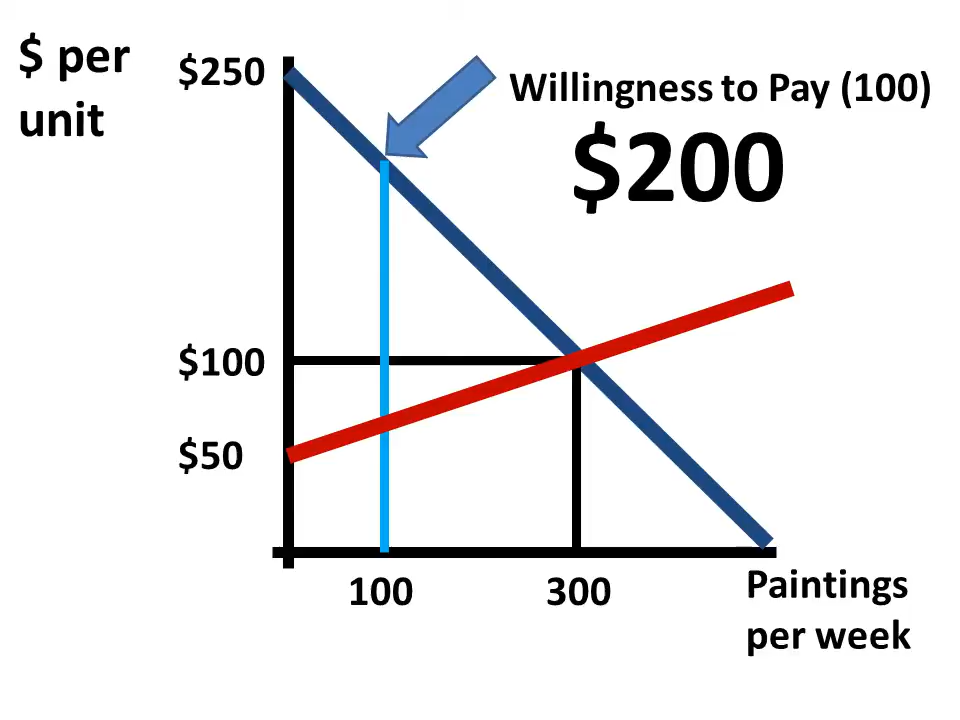 $ per
unit
$250
Willingness to Pay (100)
$200
$100
$50
100
300
Paintings
per week